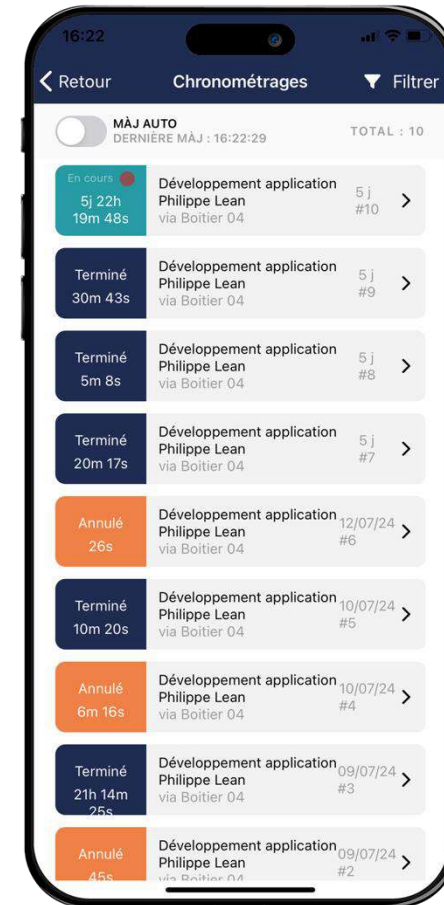 16:22
Retour Chronométrages Filtrer
MÀJ AUTO
DERNIÈRE MÀJ : 16:22:29 TOTAL : 10
En cours
5j 22h
19m 48s
Développement application
Philippe Lean
via Boitier 04
5 j
#10
Terminé
30m 43s
Développement application
Philippe Lean
via Boitier 04
5 j
#9
Terminé
5m 8s
Développement application
Philippe Lean
via Boitier 04
5 j
#8
Terminé
20m 17s
Développement application
Philippe Lean
via Boitier 04
5 j
#7
Annulé
26s
Développement application
Philippe Lean
via Boitier 04
12/07/24
#6
Terminé
10m 20s
Développement application
Philippe Lean
via Boitier 04
10/07/24
#5
Annulé
6m 16s
Développement application
Philippe Lean
via Boitier 04
10/07/24
#4
Terminé
21h 14m
25s
Développement application
Philippe Lean
via Boitier 04
09/07/24
#3
Annulé
45s
Développement application
Philippe Lean
via Boitier 04
09/07/24
#2